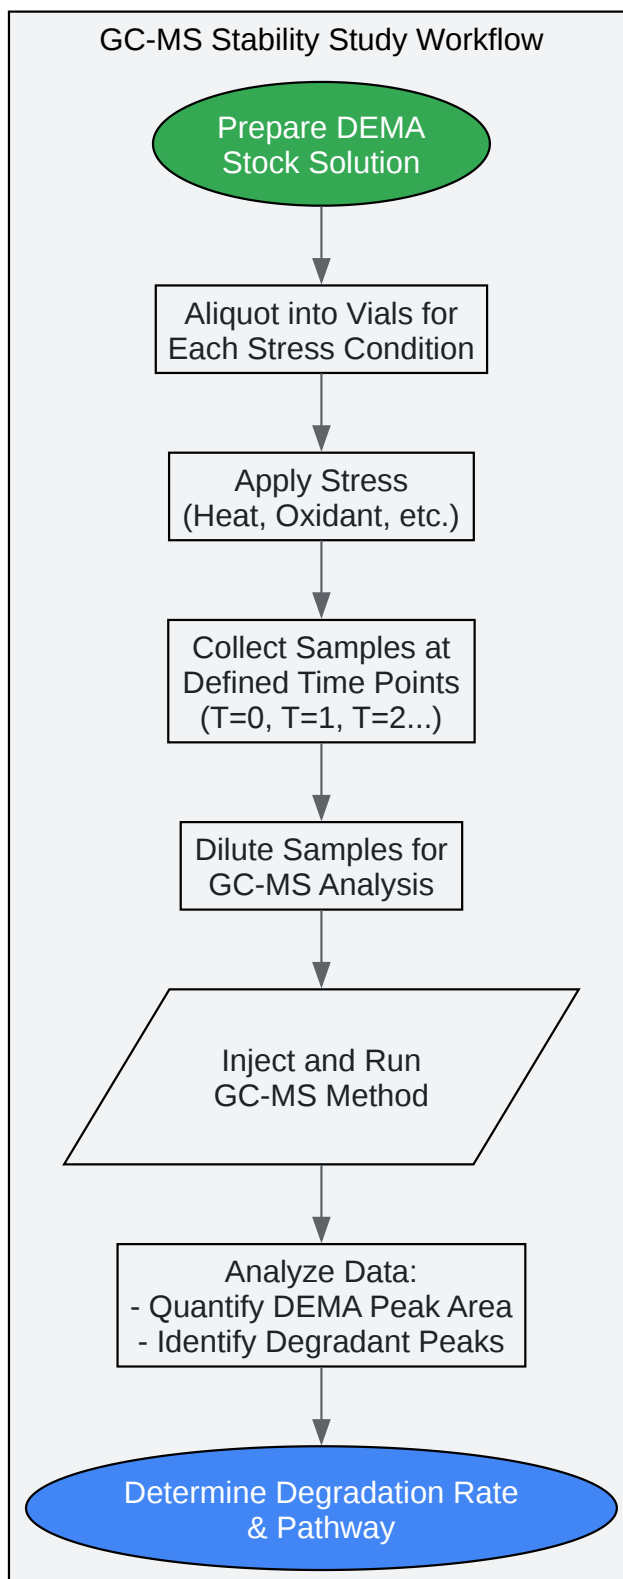 GC-MS Stability Study Workflow
Prepare DEMA
Stock Solution
Aliquot into Vials for
Each Stress Condition
Apply Stress
(Heat, Oxidant, etc.)
Collect Samples at
Defined Time Points
(T=0, T=1, T=2...)
Dilute Samples for
GC-MS Analysis
Inject and Run
GC-MS Method
Analyze Data:
- Quantify DEMA Peak Area
- Identify Degradant Peaks
Determine Degradation Rate
& Pathway